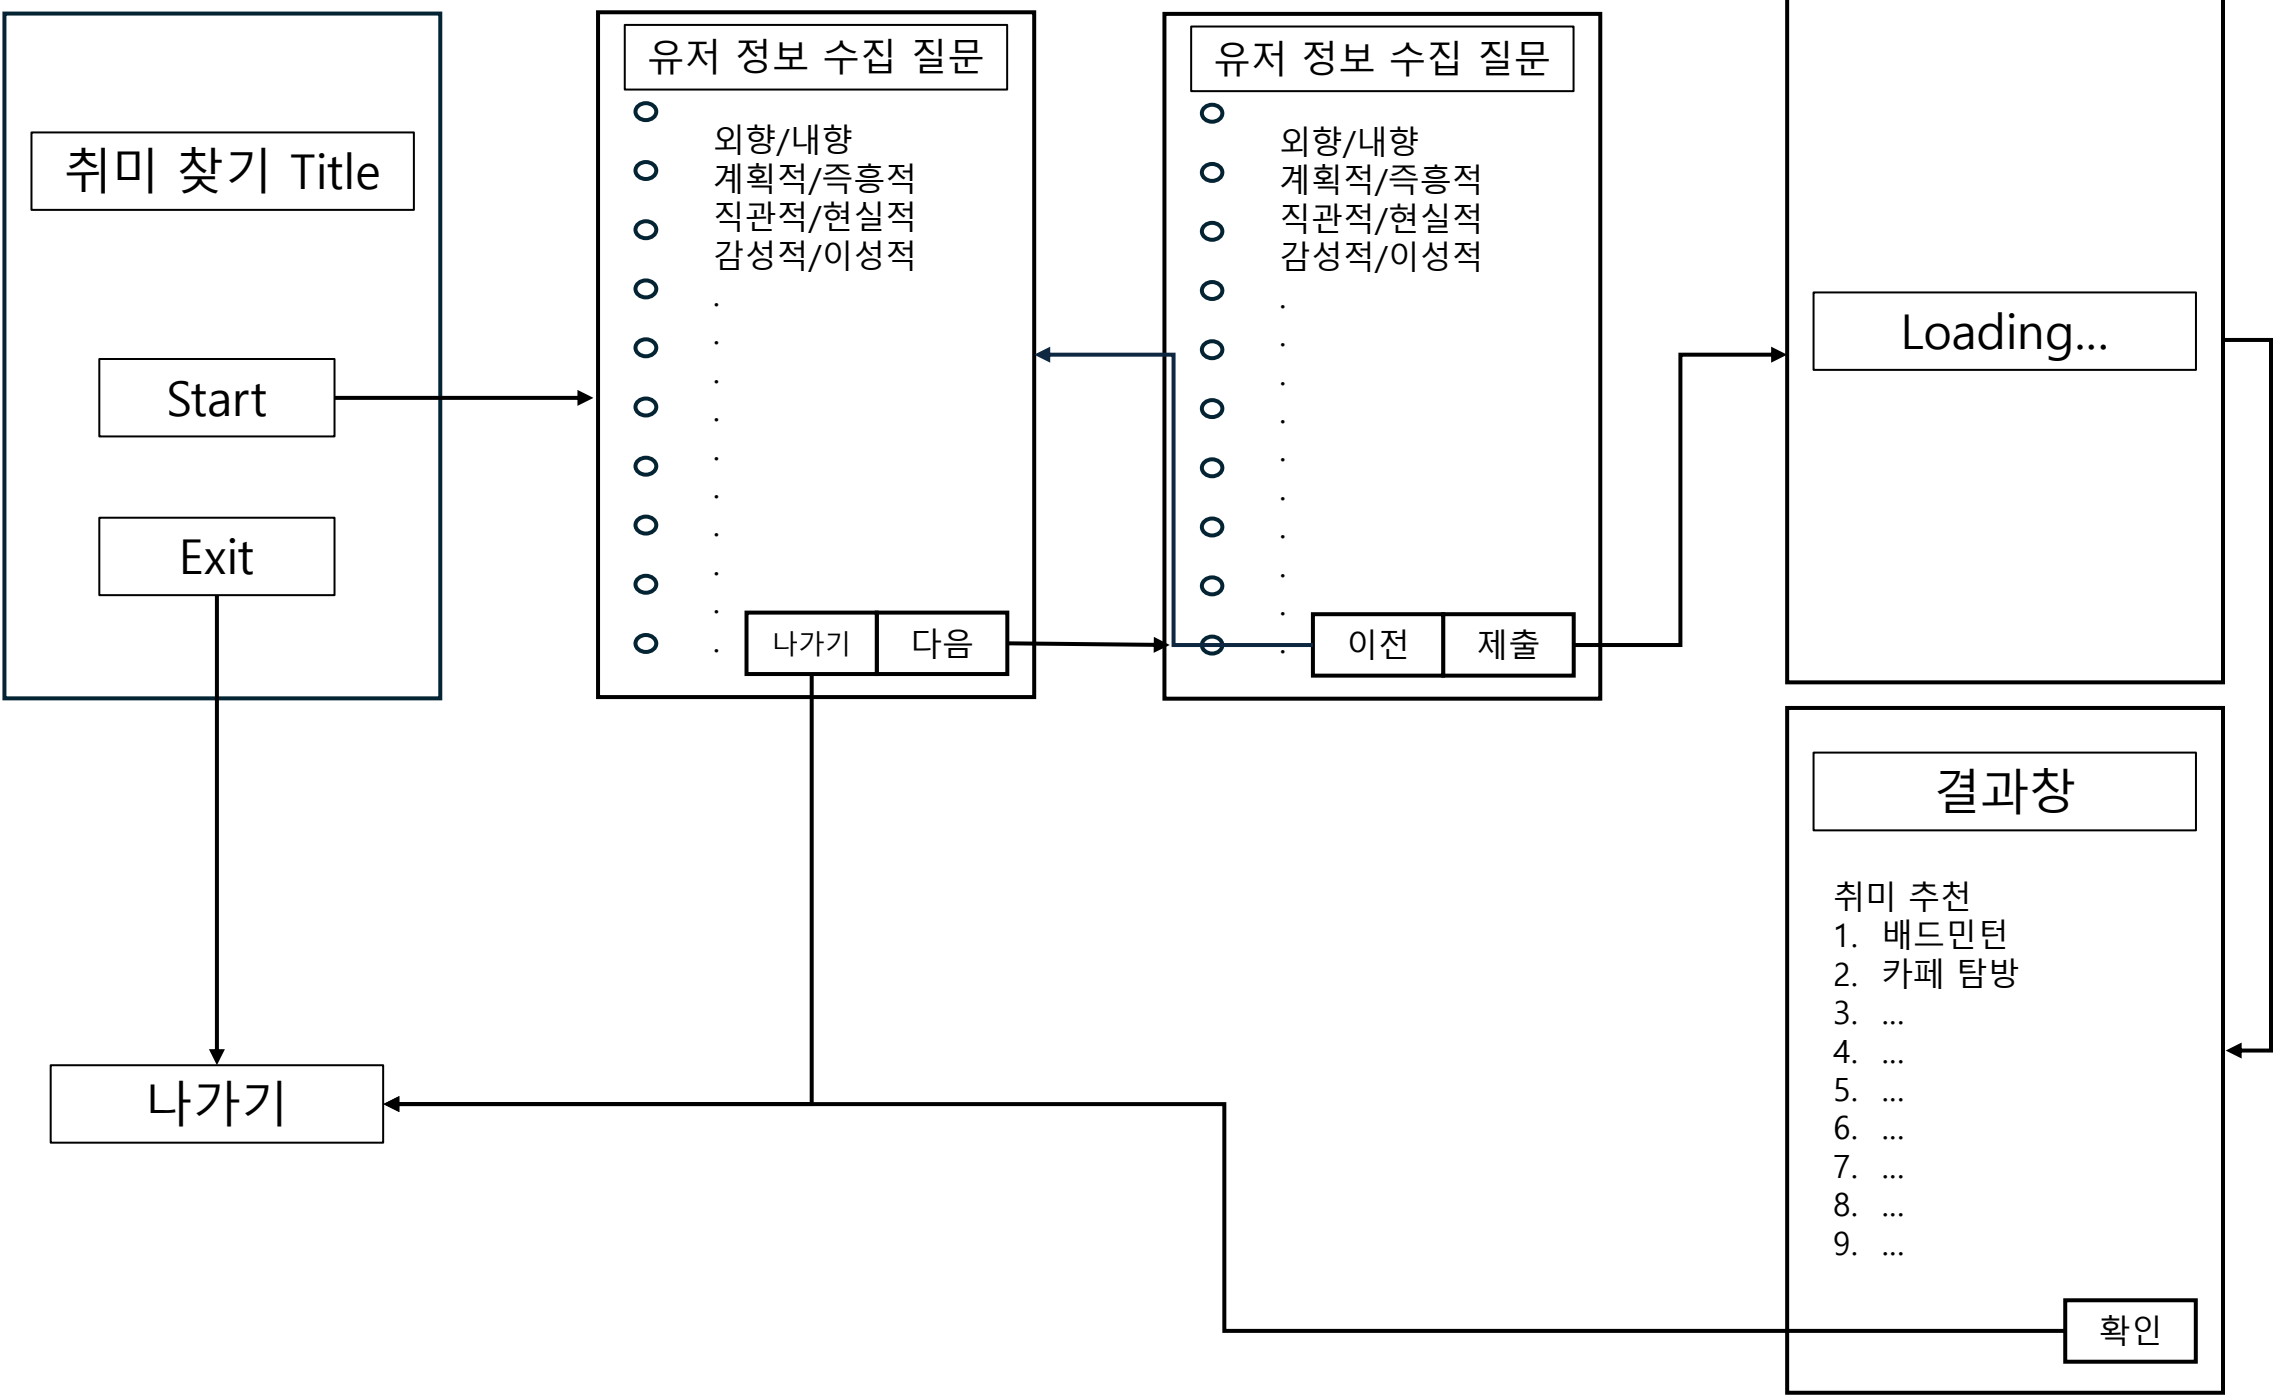 취미 찾기 Title
Start
Exit
나가기
유저 정보 수집 질문
외향/내향
계획적/즉흥적
직관적/현실적
감성적/이성적
.
.
.
.
.
.
.
.
.
.
나가기
다음
유저 정보 수집 질문
외향/내향
계획적/즉흥적
직관적/현실적
감성적/이성적
.
.
.
.
.
.
.
.
.
.
이전
제출
Loading...
결과창
취미 추천
1. 배드민턴
2. 카페 탐방
3. ...
4. ...
5. ...
6. ...
7. ...
8. ...
9. ...
확인